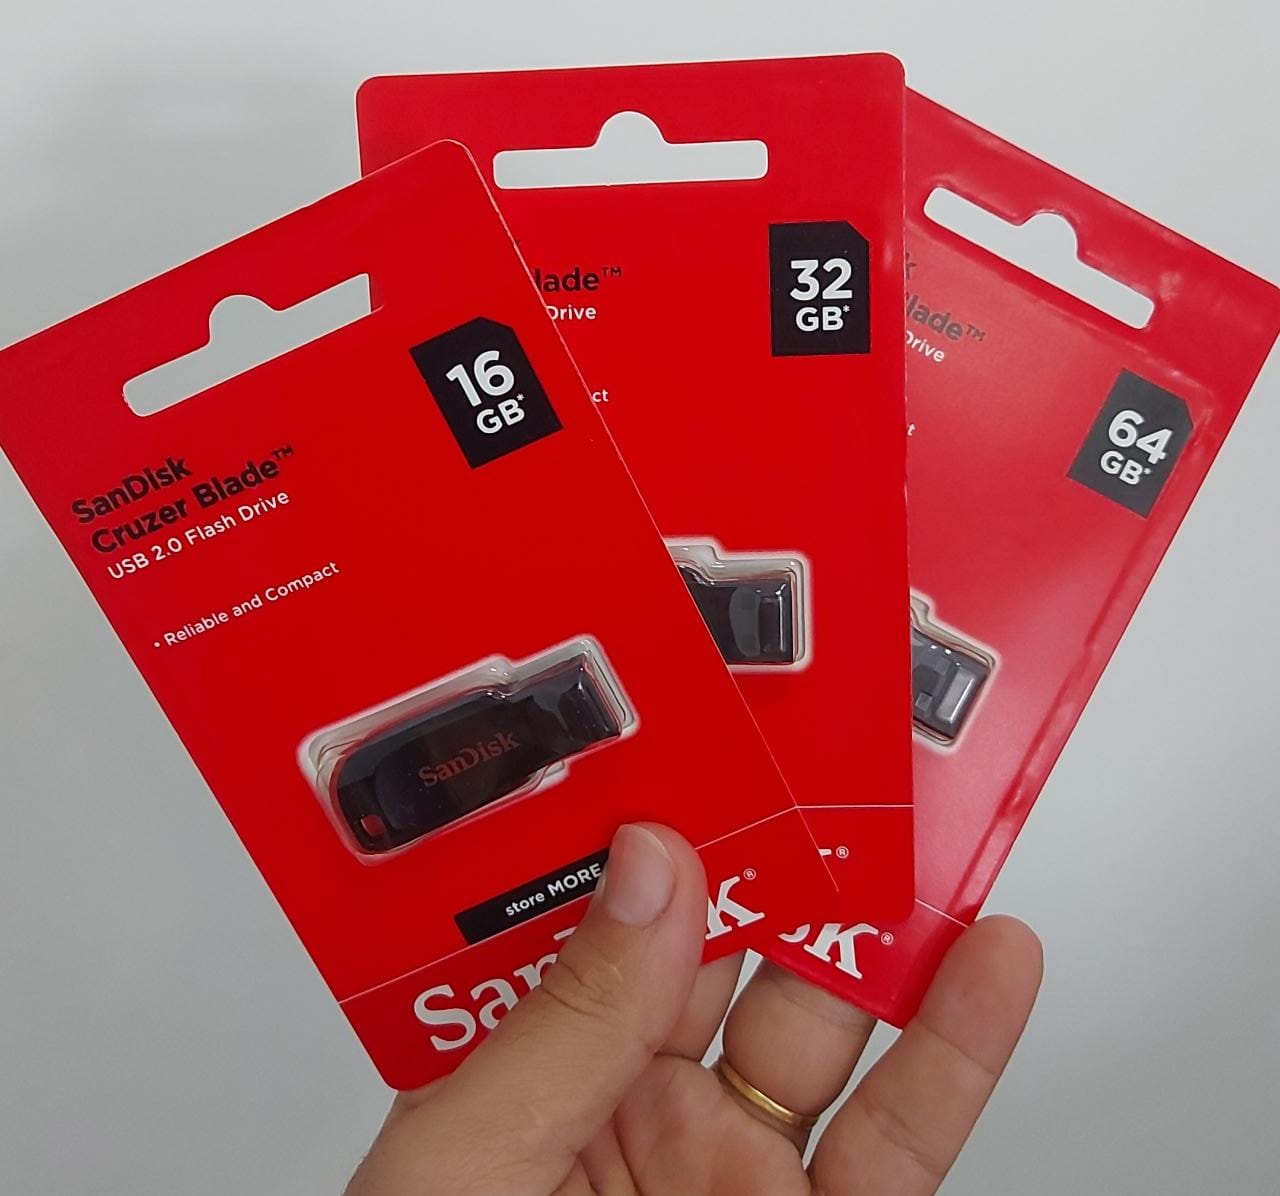 16
GB*
SanDisk
Cruzer Blade™
USB 2.0 Flash Drive
• Reliable and Compact
SanDisk
store MORE
San k®
32
GB*
lade™
Drive
ct
®
64
GB*
k
lade™
Drive
t
sk®